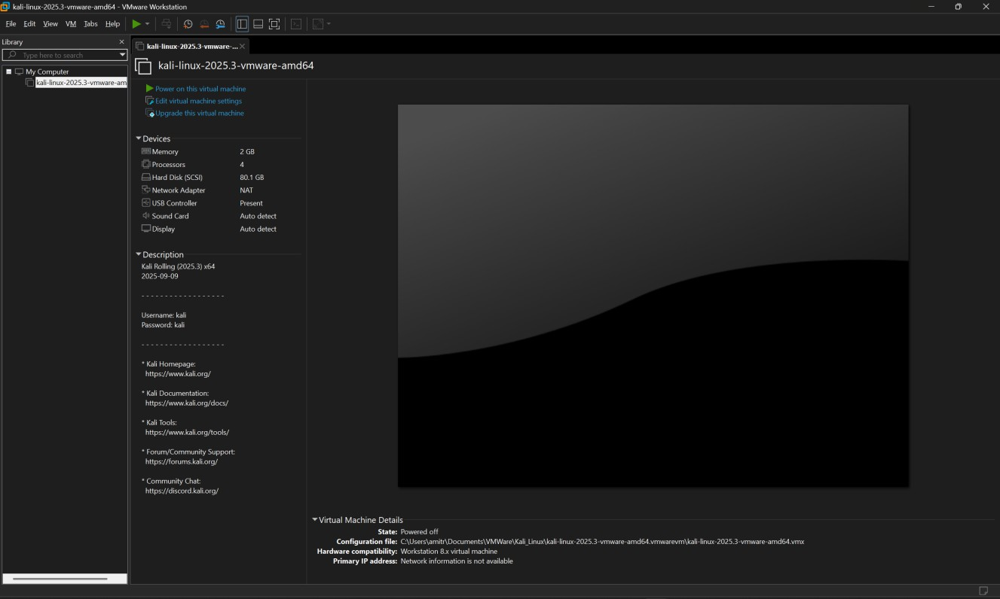 kali-linux-2025.3-vmware-amd64 - VMware Workstation
File Edit View VM Tabs Help
Library
Type here to search
My Computer
kali-linux-2025.3-vmware-am
kali-linux-2025.3-vmware-...
kali-linux-2025.3-vmware-amd64
Power on this virtual machine
Edit virtual machine settings
Upgrade this virtual machine
Devices
Memory 2 GB
Processors 4
Hard Disk (SCSI) 80.1 GB
Network Adapter NAT
USB Controller Present
Sound Card Auto detect
Display Auto detect
Description
Kali Rolling (2025.3) x64
2025-09-09
- - - - - - - - - - - - - - - - - -
Username: kali
Password: kali
- - - - - - - - - - - - - - - - - -
* Kali Homepage:
https://www.kali.org/
* Kali Documentation:
https://www.kali.org/docs/
* Kali Tools:
https://www.kali.org/tools/
* Forum/Community Support:
https://forums.kali.org/
* Community Chat:
https://discord.kali.org/
Virtual Machine Details
State: Powered off
Configuration file: C:\Users\amitr\Documents\VMWare\Kali_Linux\kali-linux-2025.3-vmware-amd64.vmwarevm\kali-linux-2025.3-vmware-amd64.vmx
Hardware compatibility: Workstation 8.x virtual machine
Primary IP address: Network information is not available